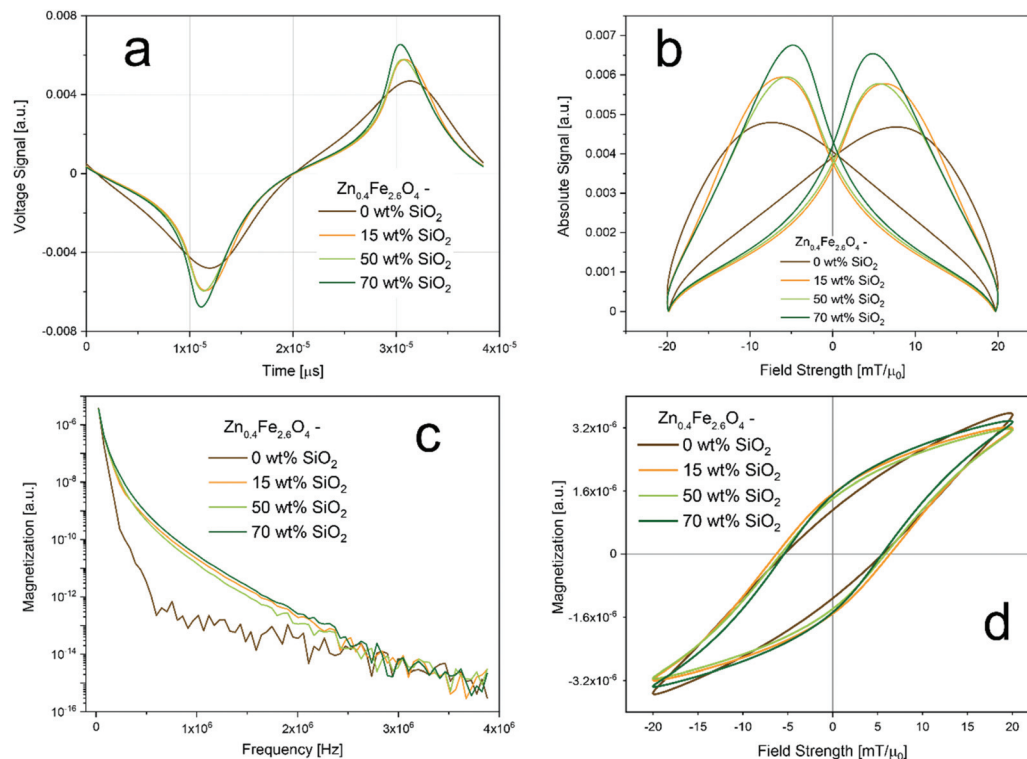 a
0.008
0.004
0
-0.004
-0.008
Voltage Signal [a.u.]
Zn0.4Fe2.6O4 -
0 wt% SiO2
15 wt% SiO2
50 wt% SiO2
70 wt% SiO2
0
1x10-5
2x10-5
3x10-5
4x10-5
Time [µs]
b
0.007
0.006
0.005
0.004
0.003
0.002
0.001
0
Absolute Signal [a.u.]
Zn0.4Fe2.6O4 -
0 wt% SiO2
15 wt% SiO2
50 wt% SiO2
70 wt% SiO2
-20
-10
0
10
20
Field Strength [mT/µ0]
c
10-6
10-8
10-10
10-12
10-14
10-16
Magnetization [a.u.]
Zn0.4Fe2.6O4 -
0 wt% SiO2
15 wt% SiO2
50 wt% SiO2
70 wt% SiO2
0
1x106
2x106
3x106
4x106
Frequency [Hz]
d
3.2x10-6
1.6x10-6
0
-1.6x10-6
-3.2x10-6
Magnetization [a.u.]
Zn0.4Fe2.6O4 -
0 wt% SiO2
15 wt% SiO2
50 wt% SiO2
70 wt% SiO2
-20
-15
-10
-5
0
5
10
15
20
Field Strength [mT/µ0]